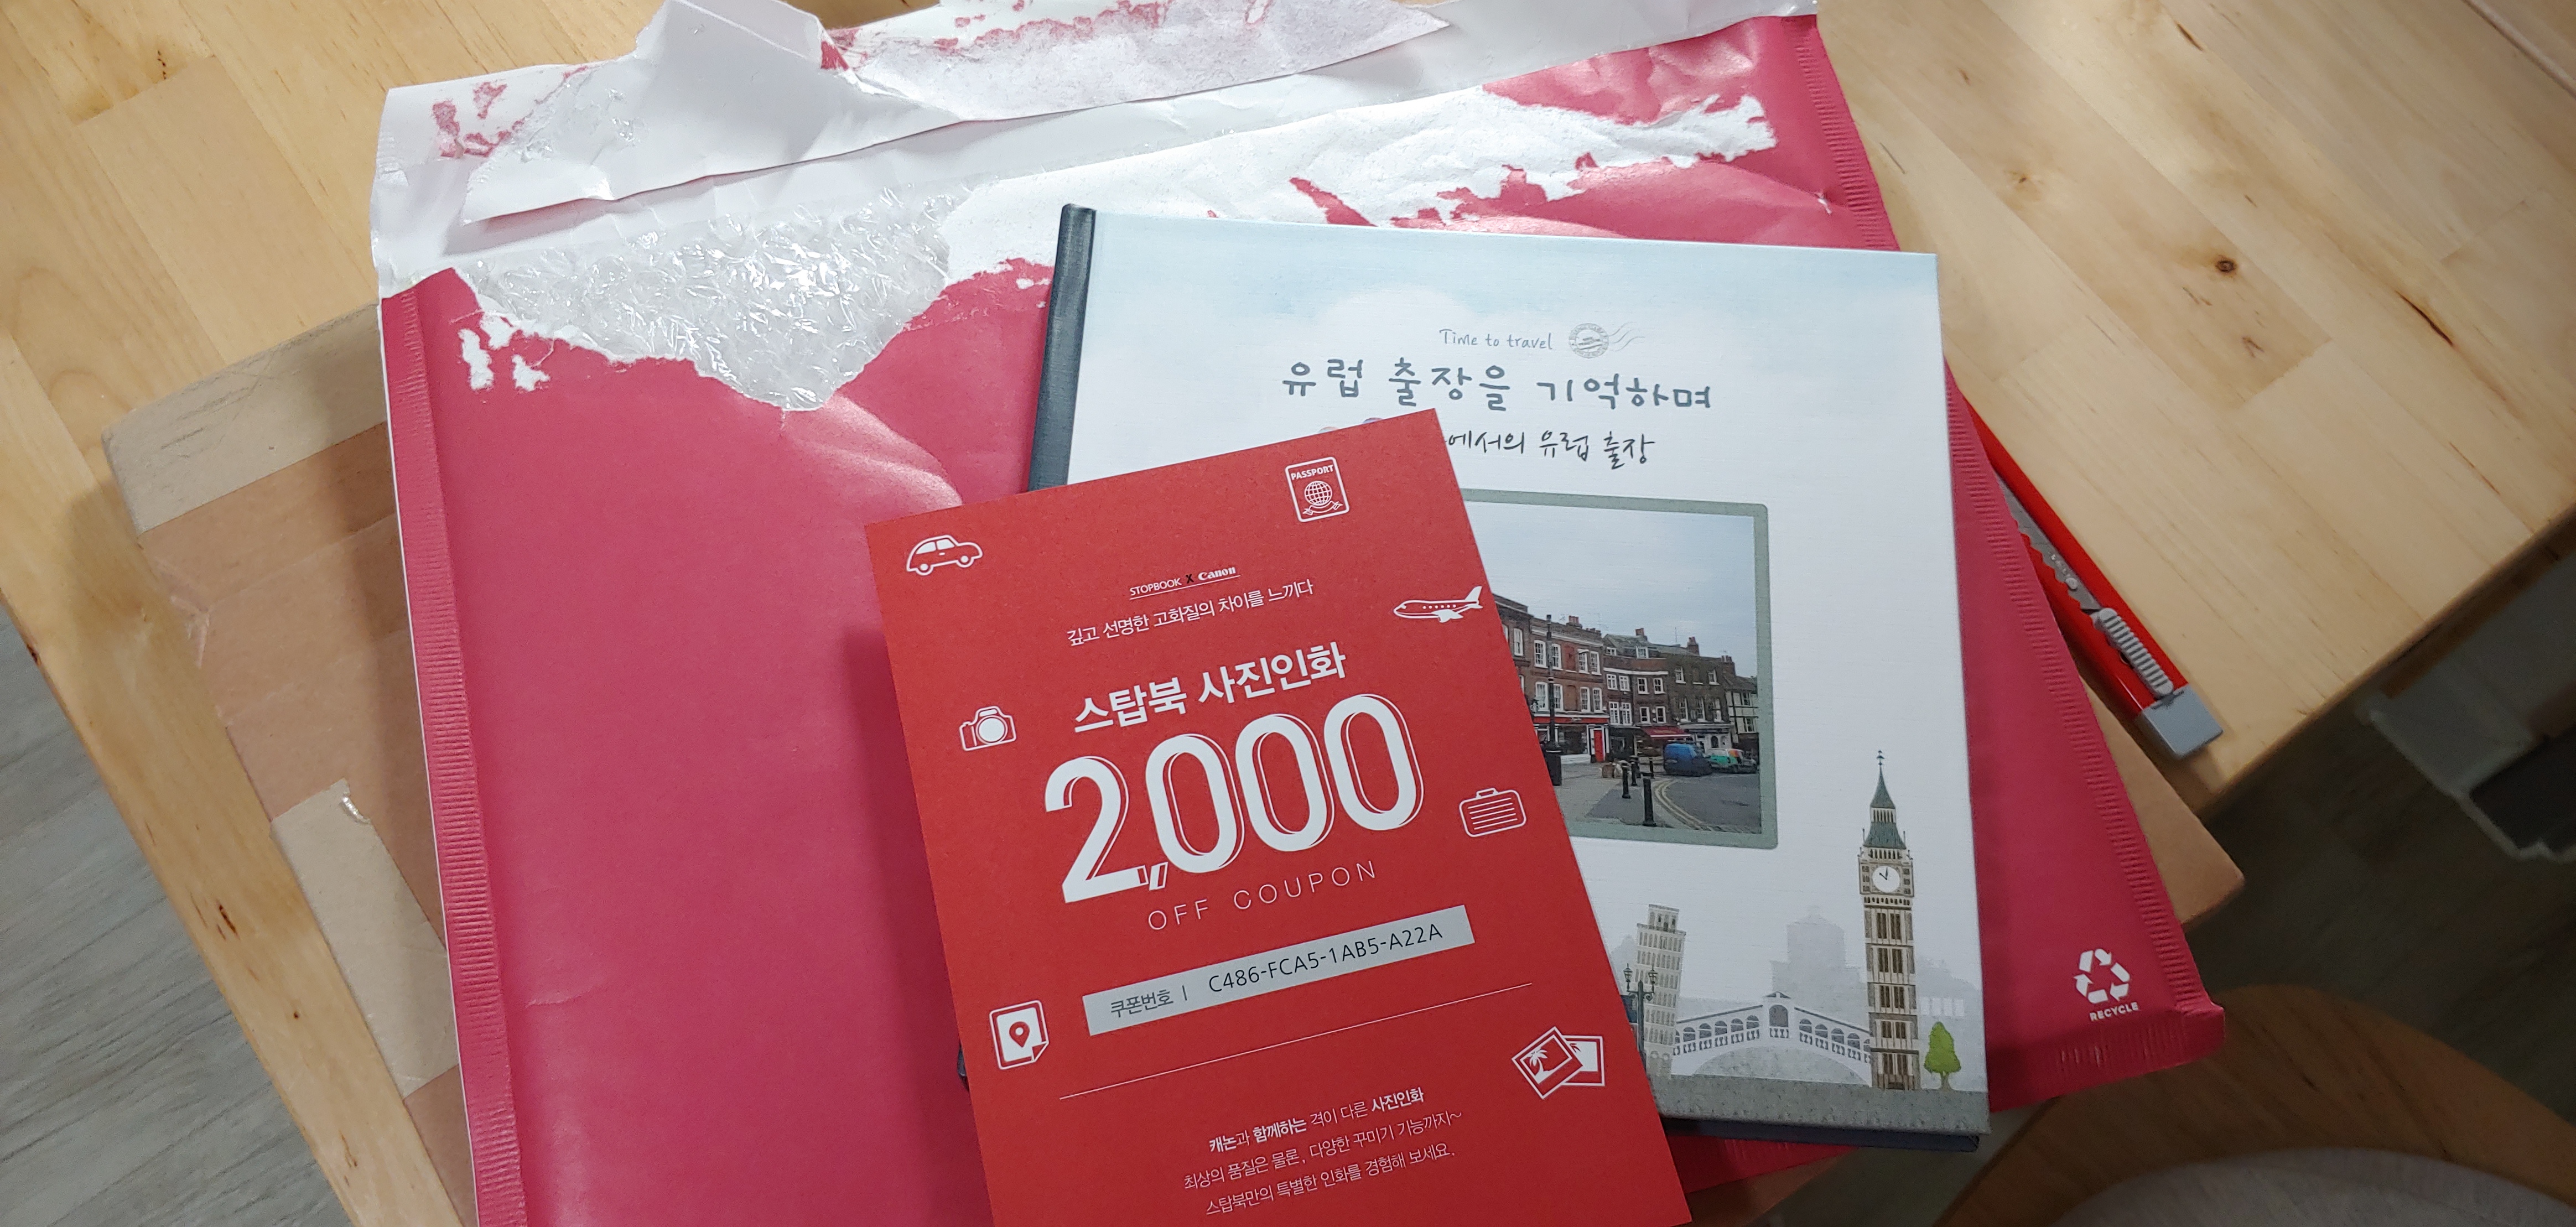 Time to travel
유럽 출장을 기억하며
에서의 유럽 출장
PASSPORT
STOPBOOK X Canon
깊고 선명한 고화질의 차이를 느끼다
스탑북 사진인화
2,000
OFF COUPON
쿠폰번호 | C486-FCA5-1AB5-A22A
캐논과 함께하는 격이 다른 사진인화
최상의 품질은 물론, 다양한 꾸미기 기능까지~
스탑북만의 특별한 인화를 경험해 보세요.
RECYCLE